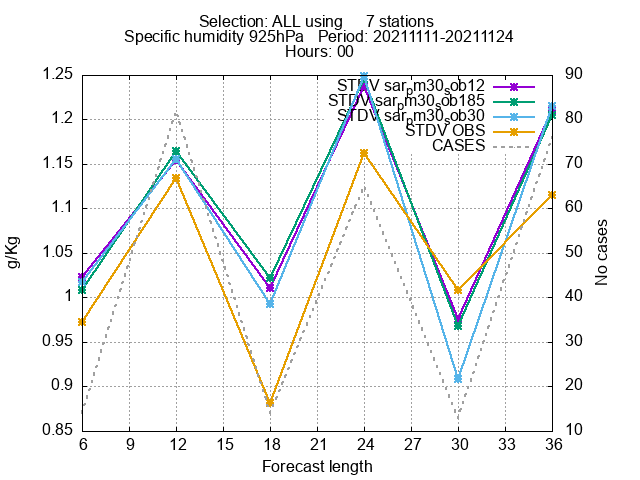 Selection: ALL using 7 stations
Specific humidity 925hPa Period: 20211111-20211124
Hours: 00
1.25
1.2
1.15
1.1
1.05
1
0.95
0.9
0.85
g/Kg
STDV sarpm30sob12
STDV sarpm30sob185
STDV sarpm30sob30
STDV OBS
CASES
90
80
70
60
50
40
30
20
10
No cases
6 9 12 15 18 21 24 27 30 33 36
Forecast length